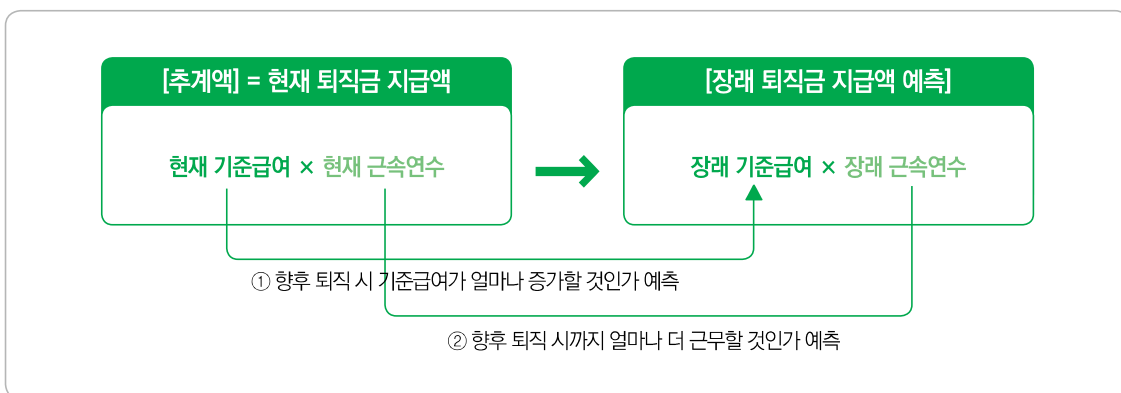 [추계액] = 현재 퇴직금 지급액
현재 기준급여 × 현재 근속연수
[장래 퇴직금 지급액 예측]
장래 기준급여 × 장래 근속연수
① 향후 퇴직 시 기준급여가 얼마나 증가할 것인가 예측
② 향후 퇴직 시까지 얼마나 더 근무할 것인가 예측